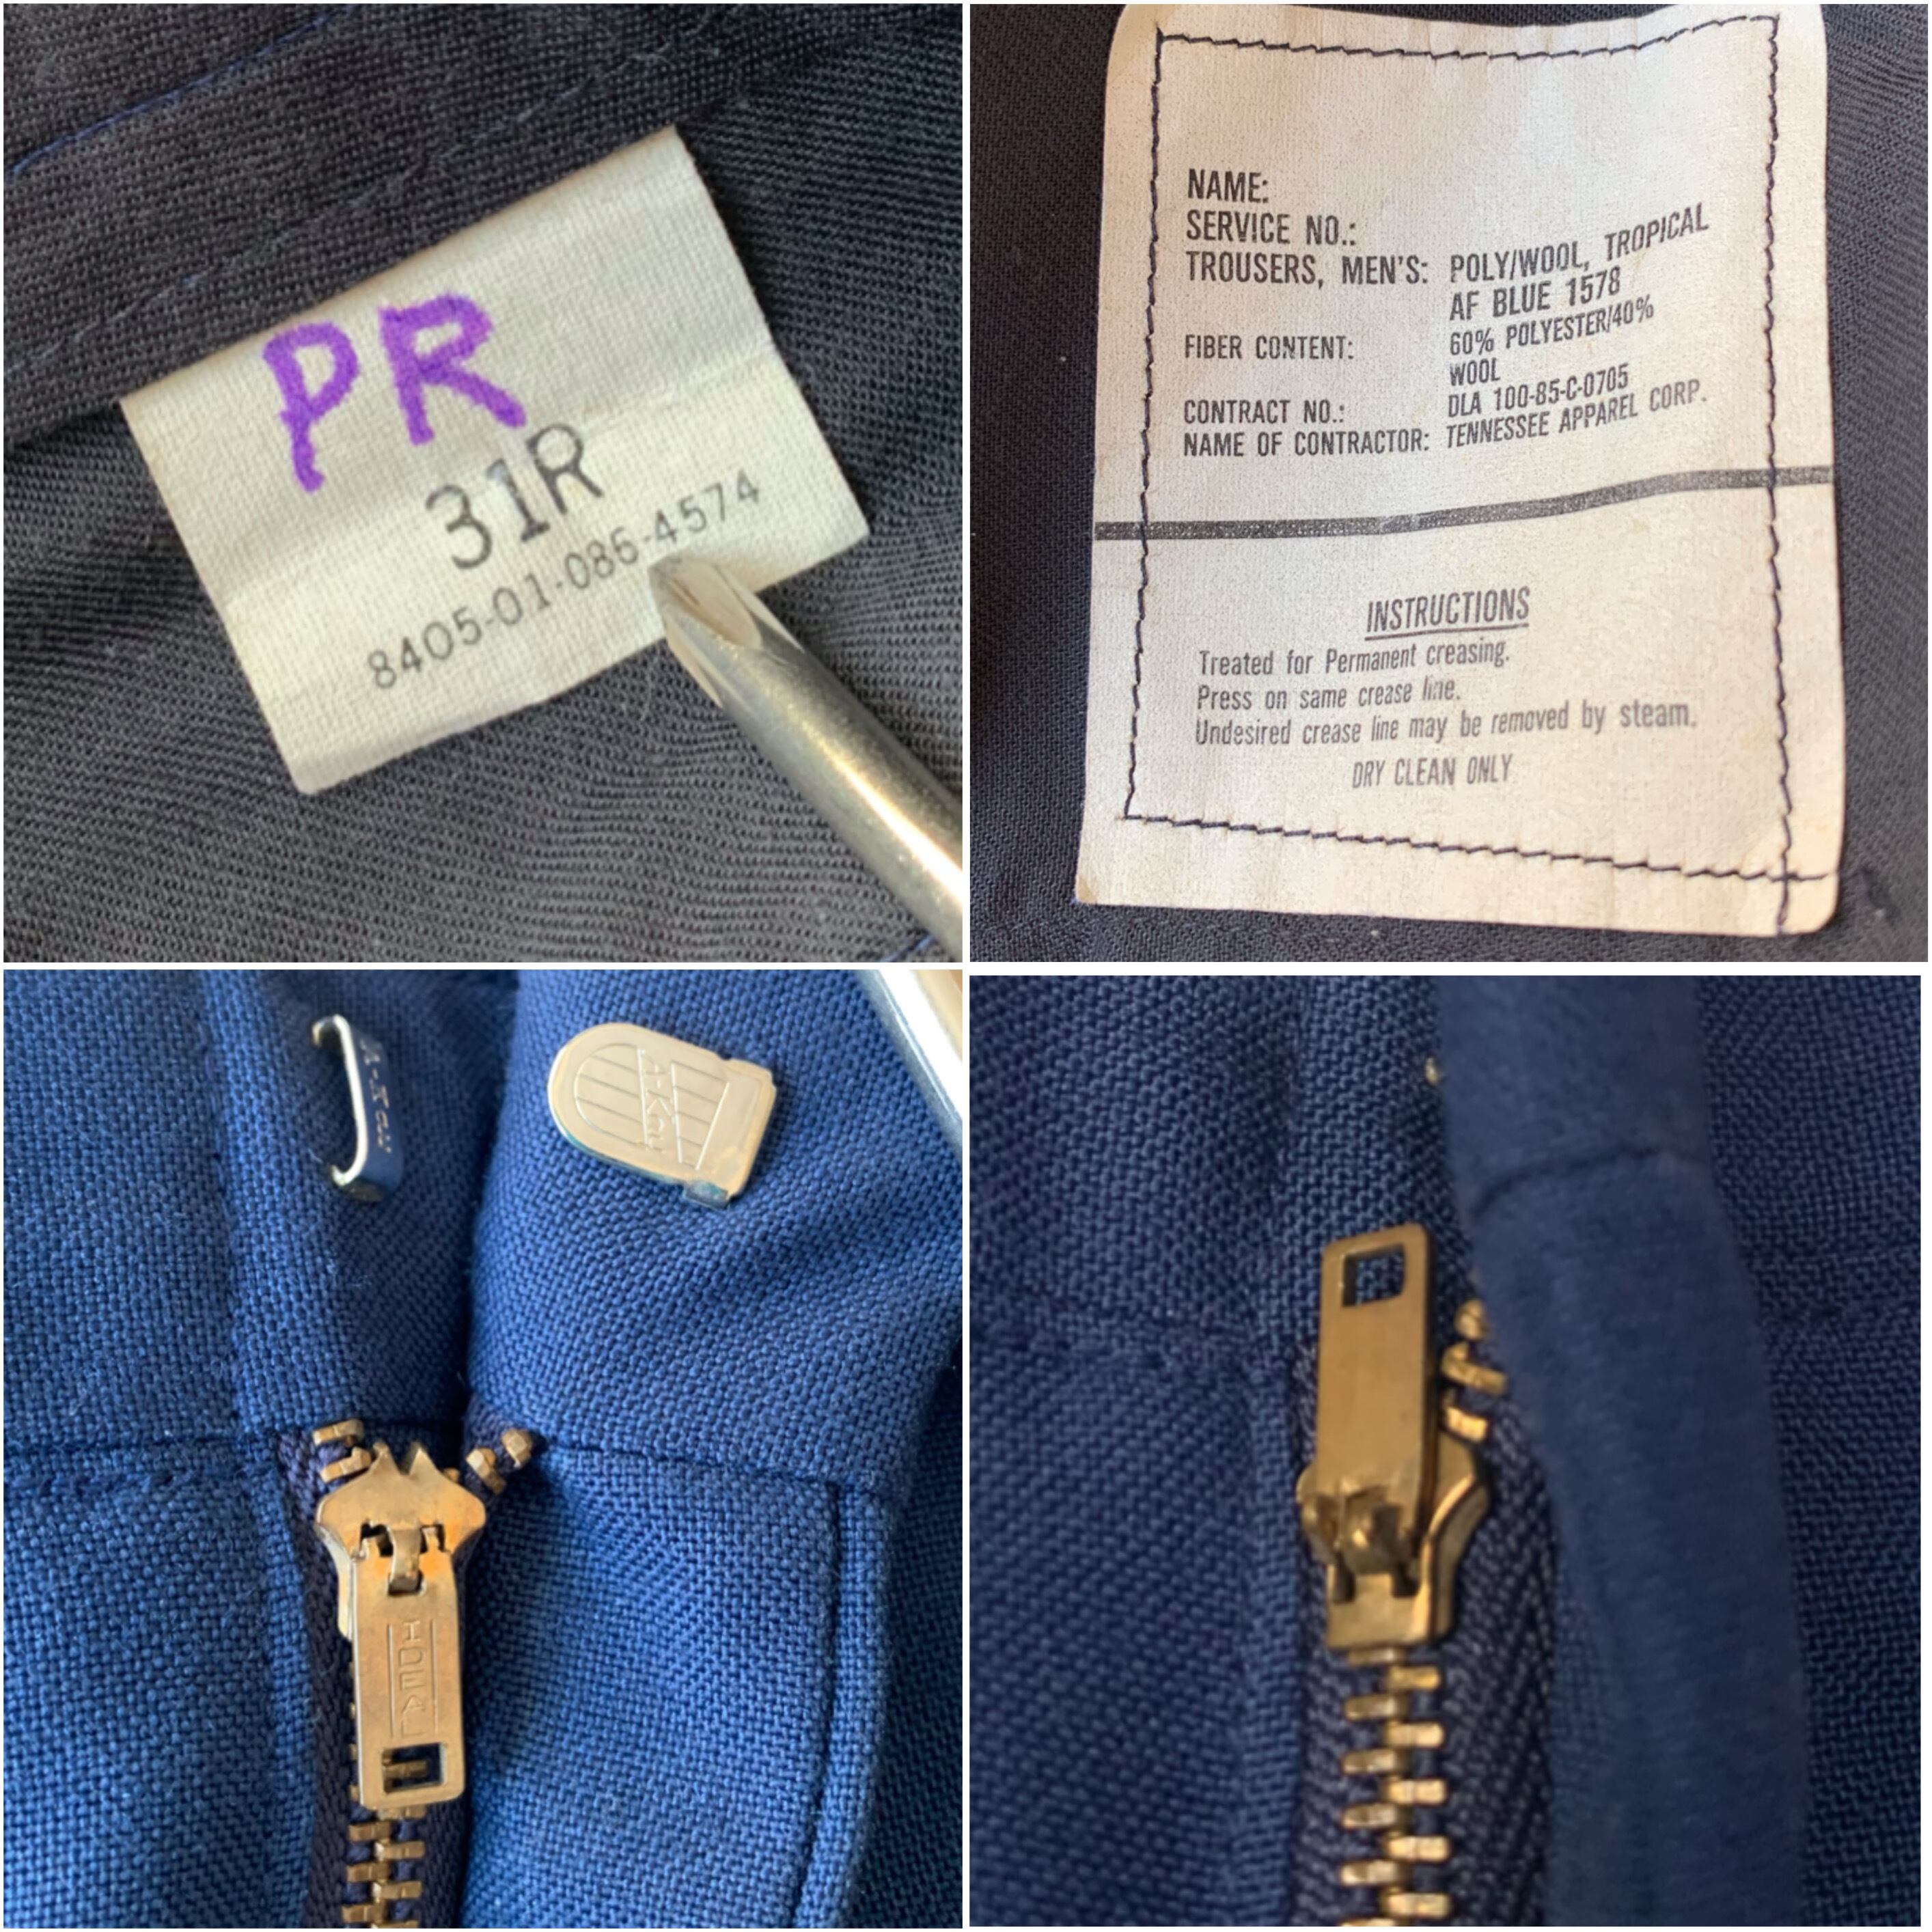 PR
31R
8405-01-086-4574
NAME:
SERVICE NO.:
TROUSERS, MEN'S: POLY/WOOL, TROPICAL
AF BLUE 1578
FIBER CONTENT: 60% POLYESTER/40%
WOOL
CONTRACT NO.: DLA 100-85-C-0705
NAME OF CONTRACTOR: TENNESSEE APPAREL CORP.
INSTRUCTIONS
Treated for Permanent creasing.
Press on same crease line.
Undesired crease line may be removed by steam.
DRY CLEAN ONLY
IDEAL